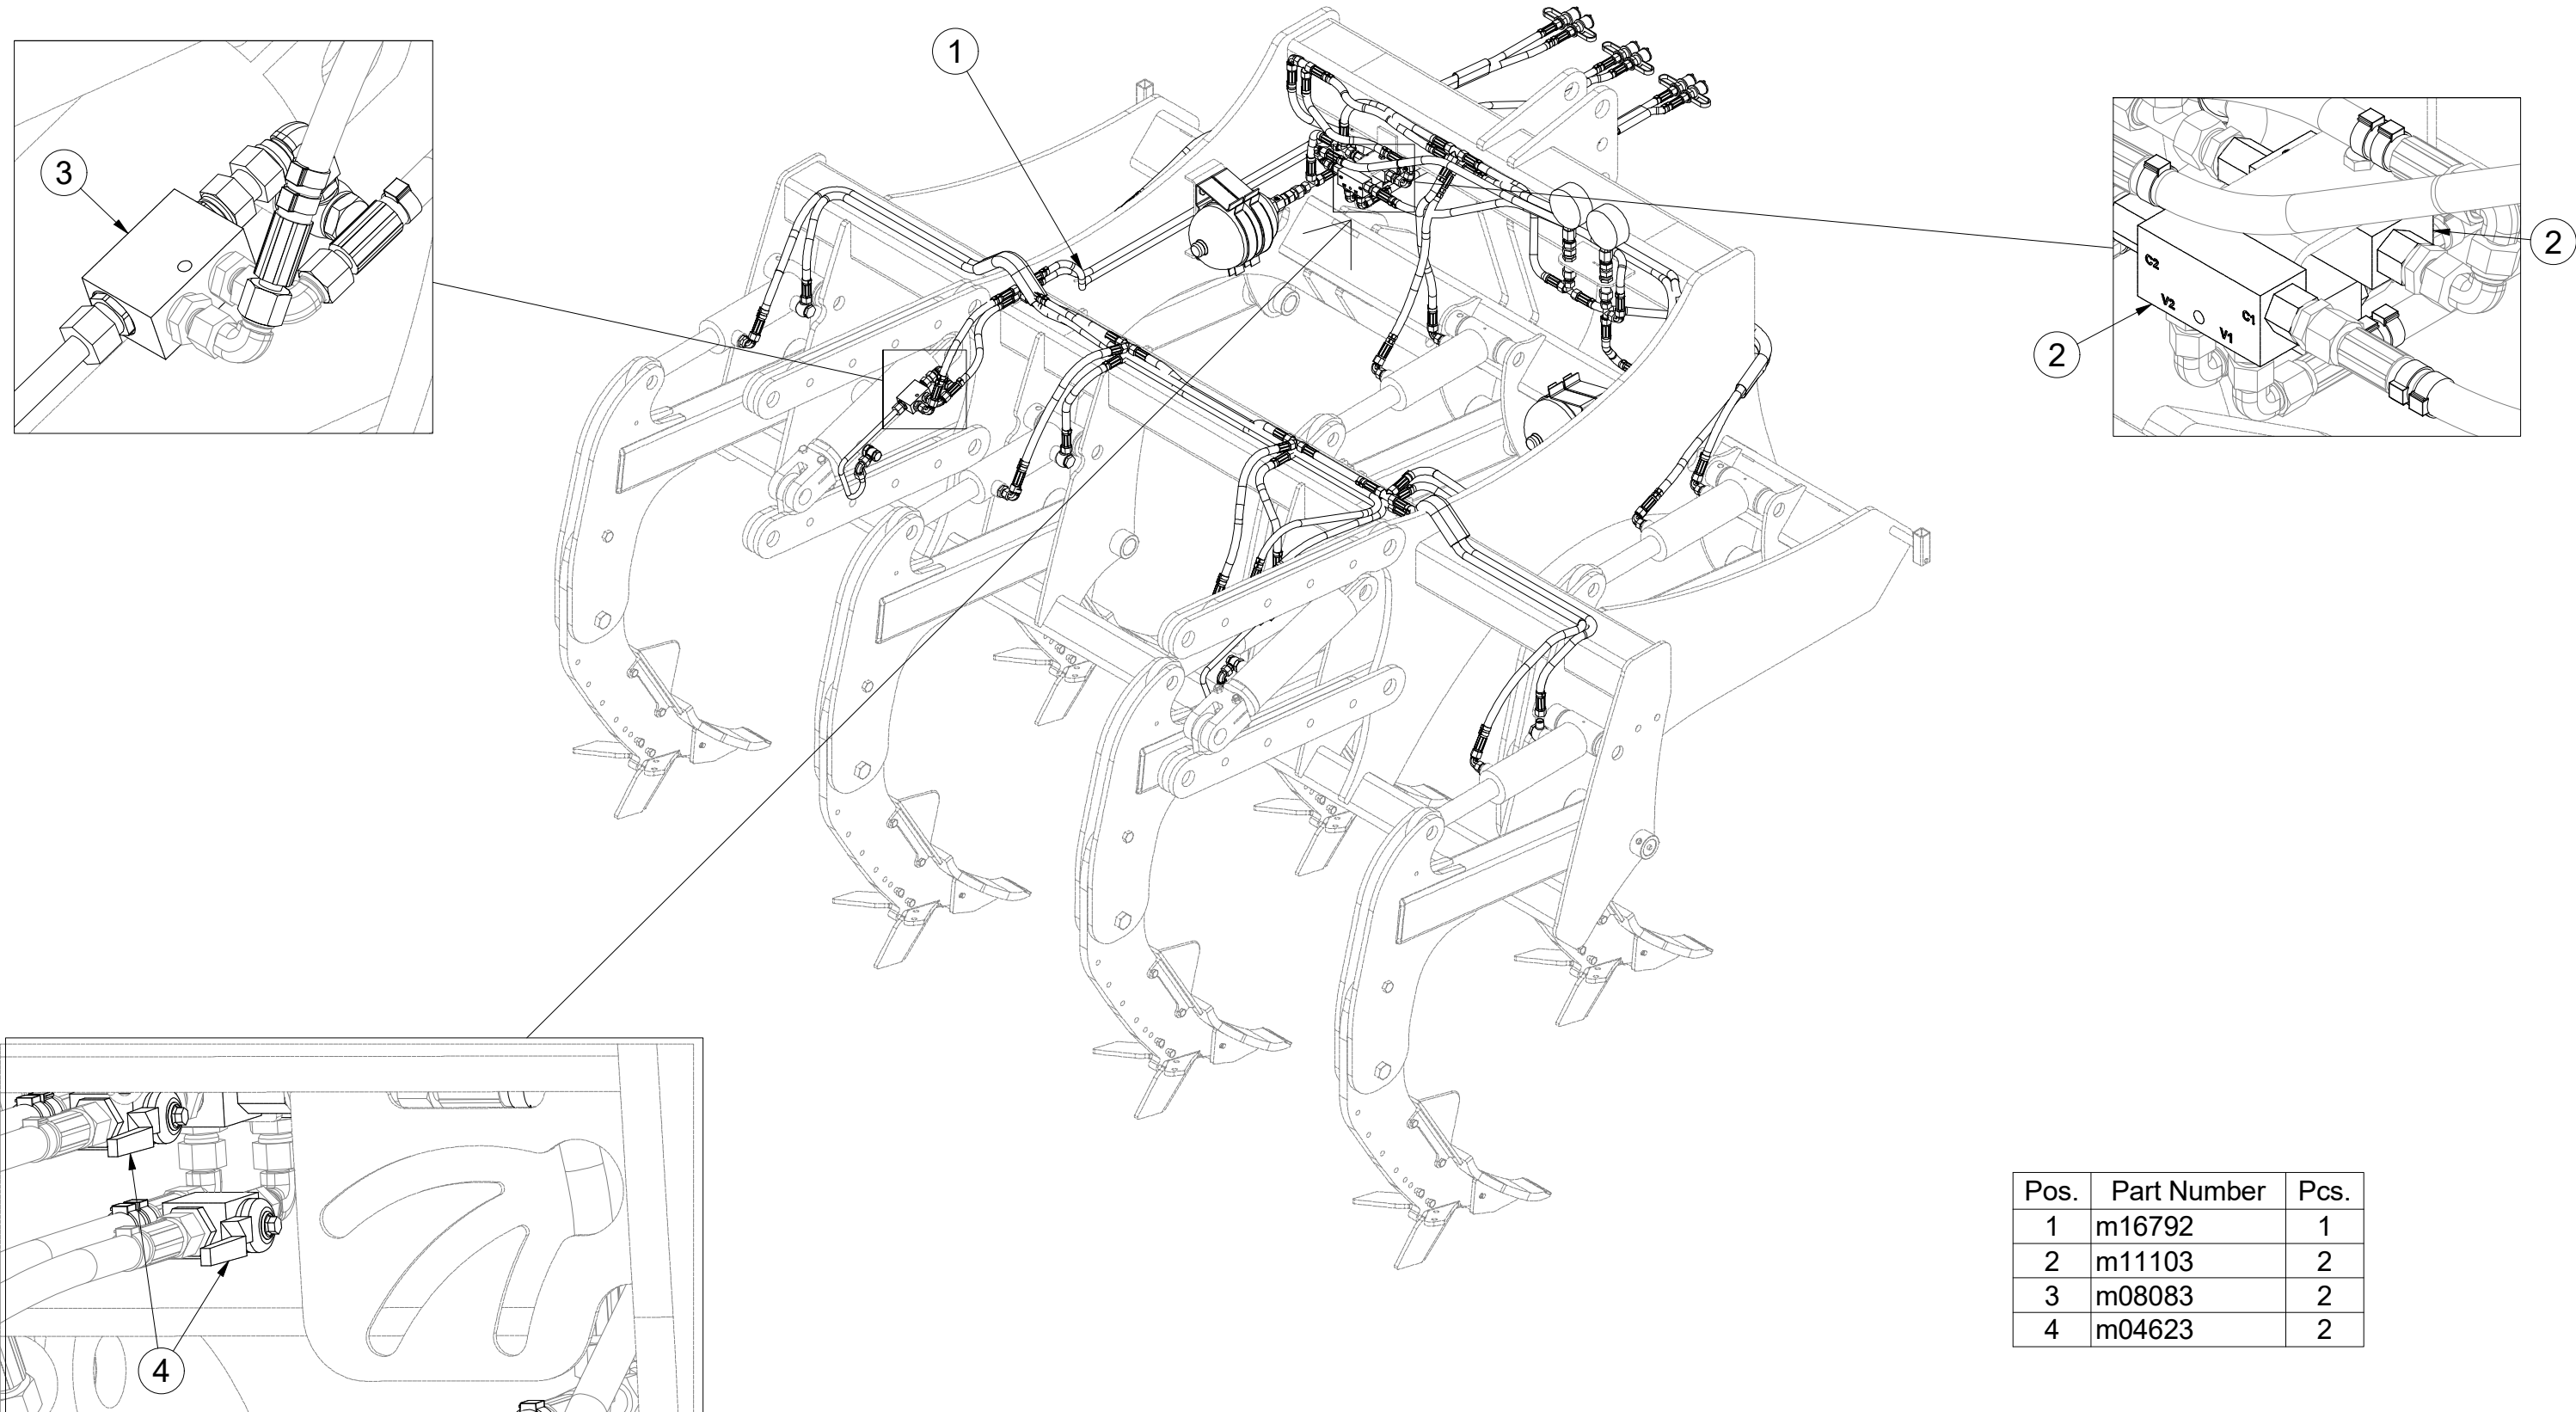 1
3
2
2
C2
V2
C1
V1
4
Pos. Part Number Pcs.
1 m16792 1
2 m11103 2
3 m08083 2
4 m04623 2